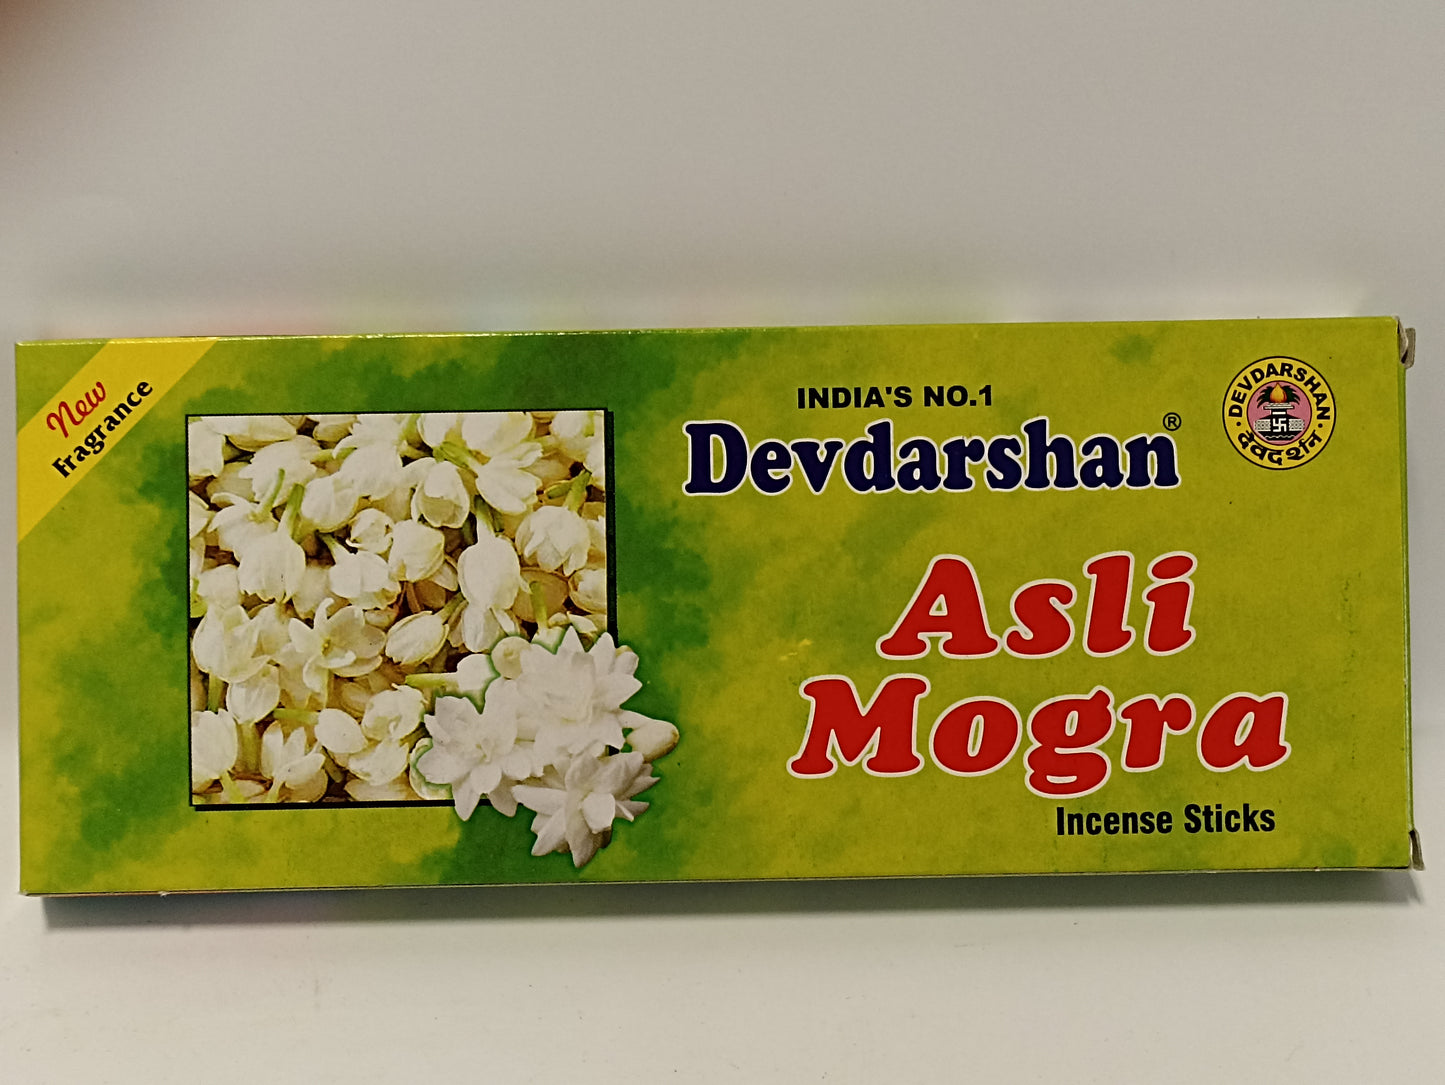 New
Fragrance
INDIA'S NO.1
Devdarshan®
DEVDARSHAN
देवदर्शन
Asli
Mogra
Incense Sticks